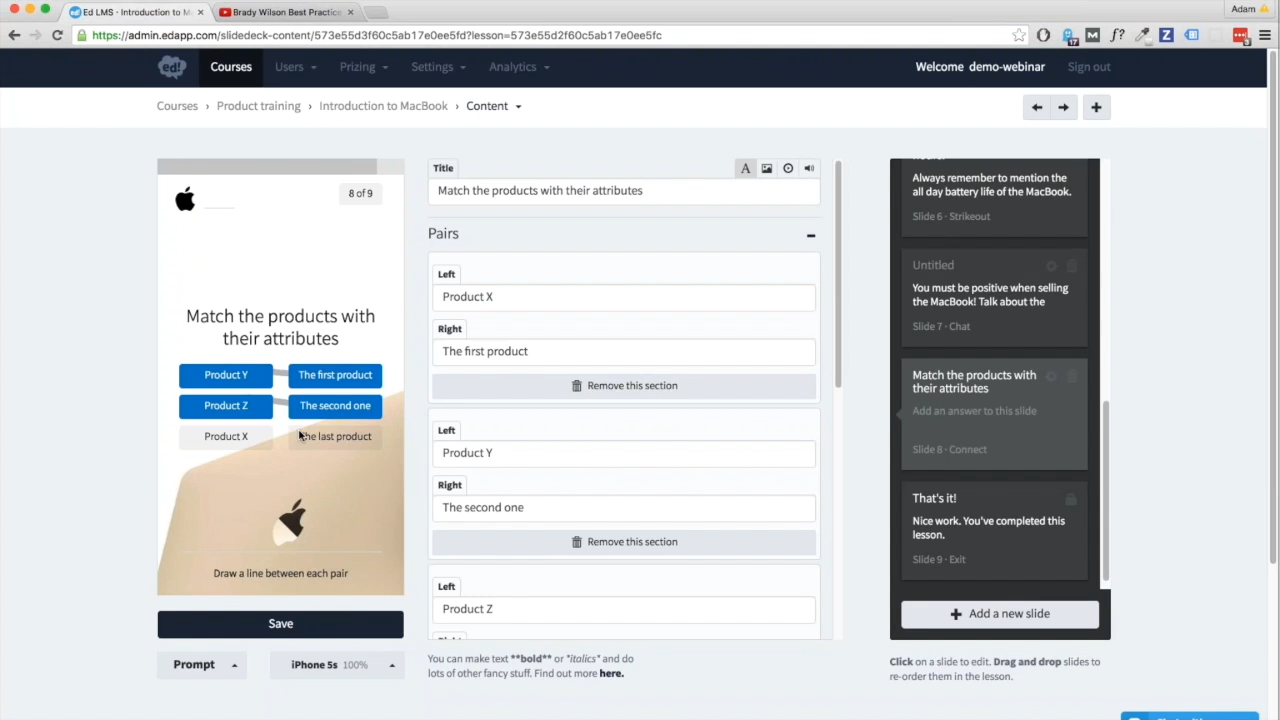 Ed LMS - Introduction to M
Brady Wilson Best Practice
Adam
https://admin.edapp.com/slidedeck-content/573e55d3f60c5ab17e0ee0fd?lesson=573e55d2f60c5ab17e0ee0fc
ed!
Courses
Users
Prizing
Settings
Analytics
Welcome demo-webinar
Sign out
Courses › Product training › Introduction to MacBook › Content
8 of 9
Match the products with
their attributes
Product Y
The first product
Product Z
The second one
Product X
The last product
Draw a line between each pair
Save
Prompt
iPhone 5s 100%
Title
Match the products with their attributes
Pairs
Left
Product X
Right
The first product
Remove this section
Left
Product Y
Right
The second one
Remove this section
Left
Product Z
You can make text **bold** or *italics* and do
lots of other fancy stuff. Find out more here.
Always remember to mention the
all day battery life of the MacBook.
Slide 6 · Strikeout
Untitled
You must be positive when selling
the MacBook! Talk about the
Slide 7 · Chat
Match the products with
their attributes
Add an answer to this slide
Slide 8 · Connect
That's it!
Nice work. You've completed this
lesson.
Slide 9 · Exit
Add a new slide
Click on a slide to edit. Drag and drop slides to
re-order them in the lesson.